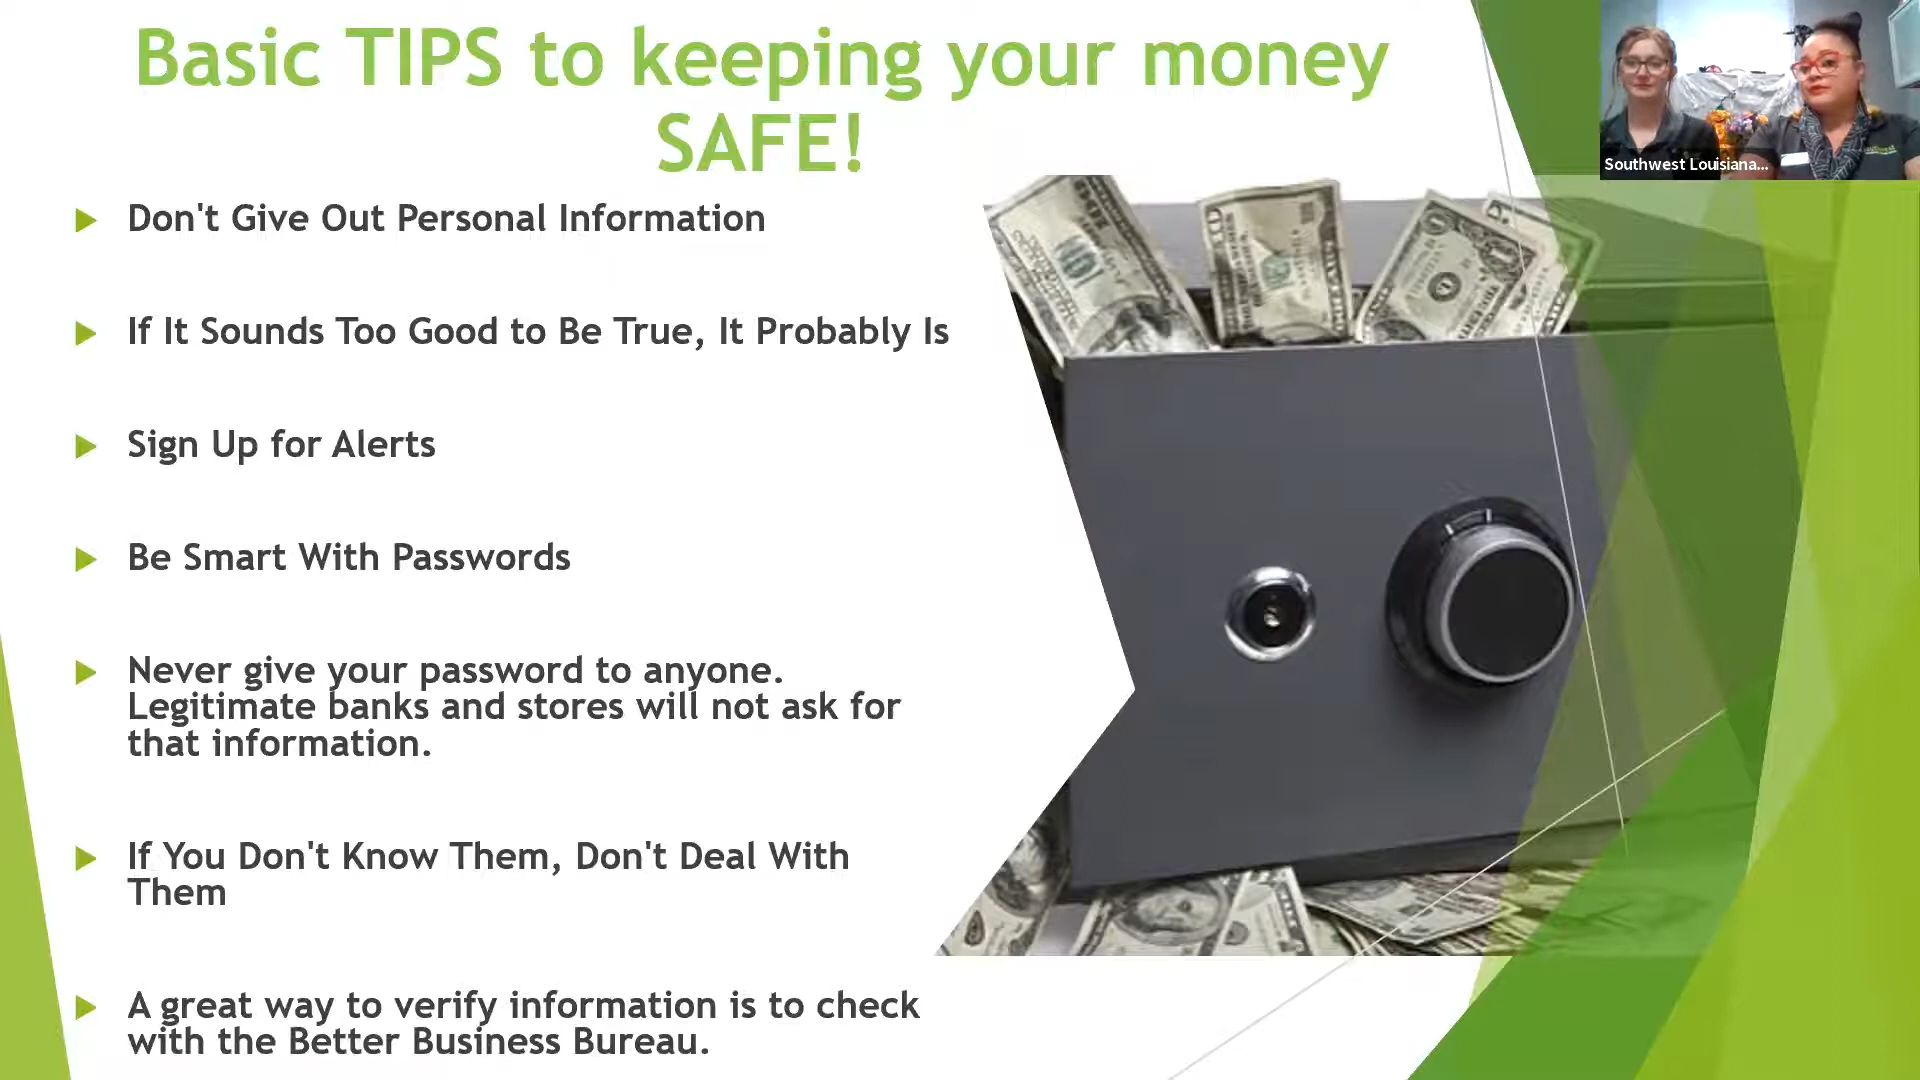 Basic TIPS to keeping your money
SAFE!
Don't Give Out Personal Information
If It Sounds Too Good to Be True, It Probably Is
Sign Up for Alerts
Be Smart With Passwords
Never give your password to anyone.
Legitimate banks and stores will not ask for
that information.
If You Don't Know Them, Don't Deal With
Them
A great way to verify information is to check
with the Better Business Bureau.
Southwest Louisiana...